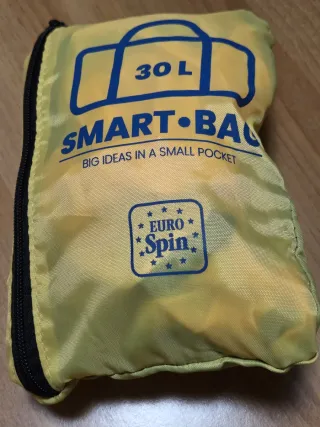 30 L
SMART•BAG
BIG IDEAS IN A SMALL POCKET
EURO
Spin